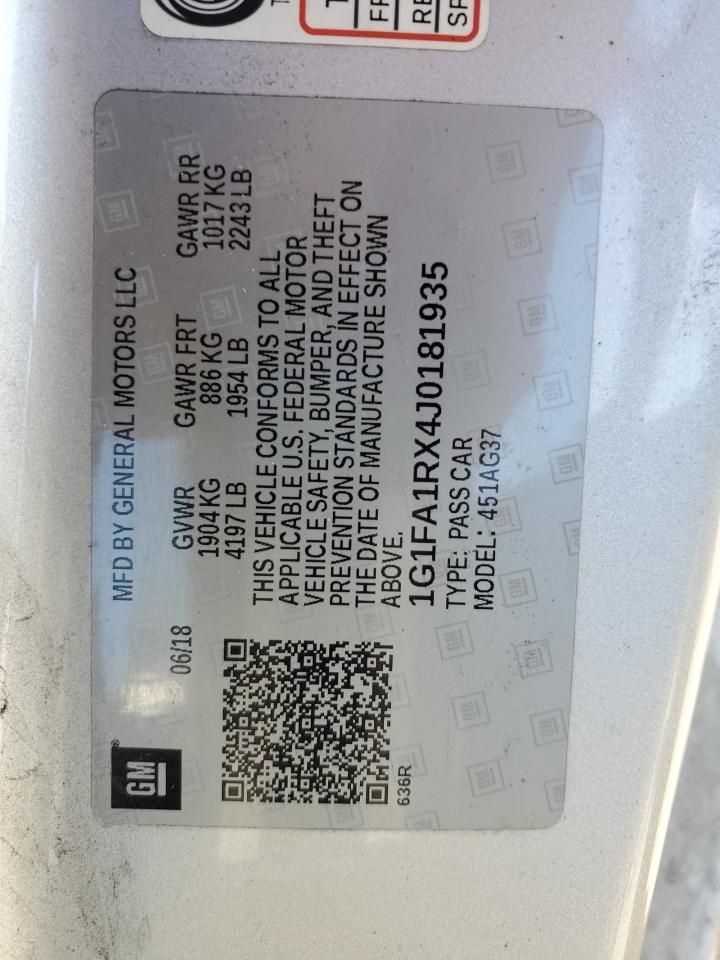 GM
®
06/18
MFD BY GENERAL MOTORS LLC
GVWR GAWR FRT GAWR RR
1904 KG 886 KG 1017 KG
4197 LB 1954 LB 2243 LB
THIS VEHICLE CONFORMS TO ALL
APPLICABLE U.S. FEDERAL MOTOR
VEHICLE SAFETY, BUMPER, AND THEFT
PREVENTION STANDARDS IN EFFECT ON
THE DATE OF MANUFACTURE SHOWN
ABOVE.
1G1FA1RX4J0181935
TYPE: PASS CAR
MODEL: 451AG37
636R